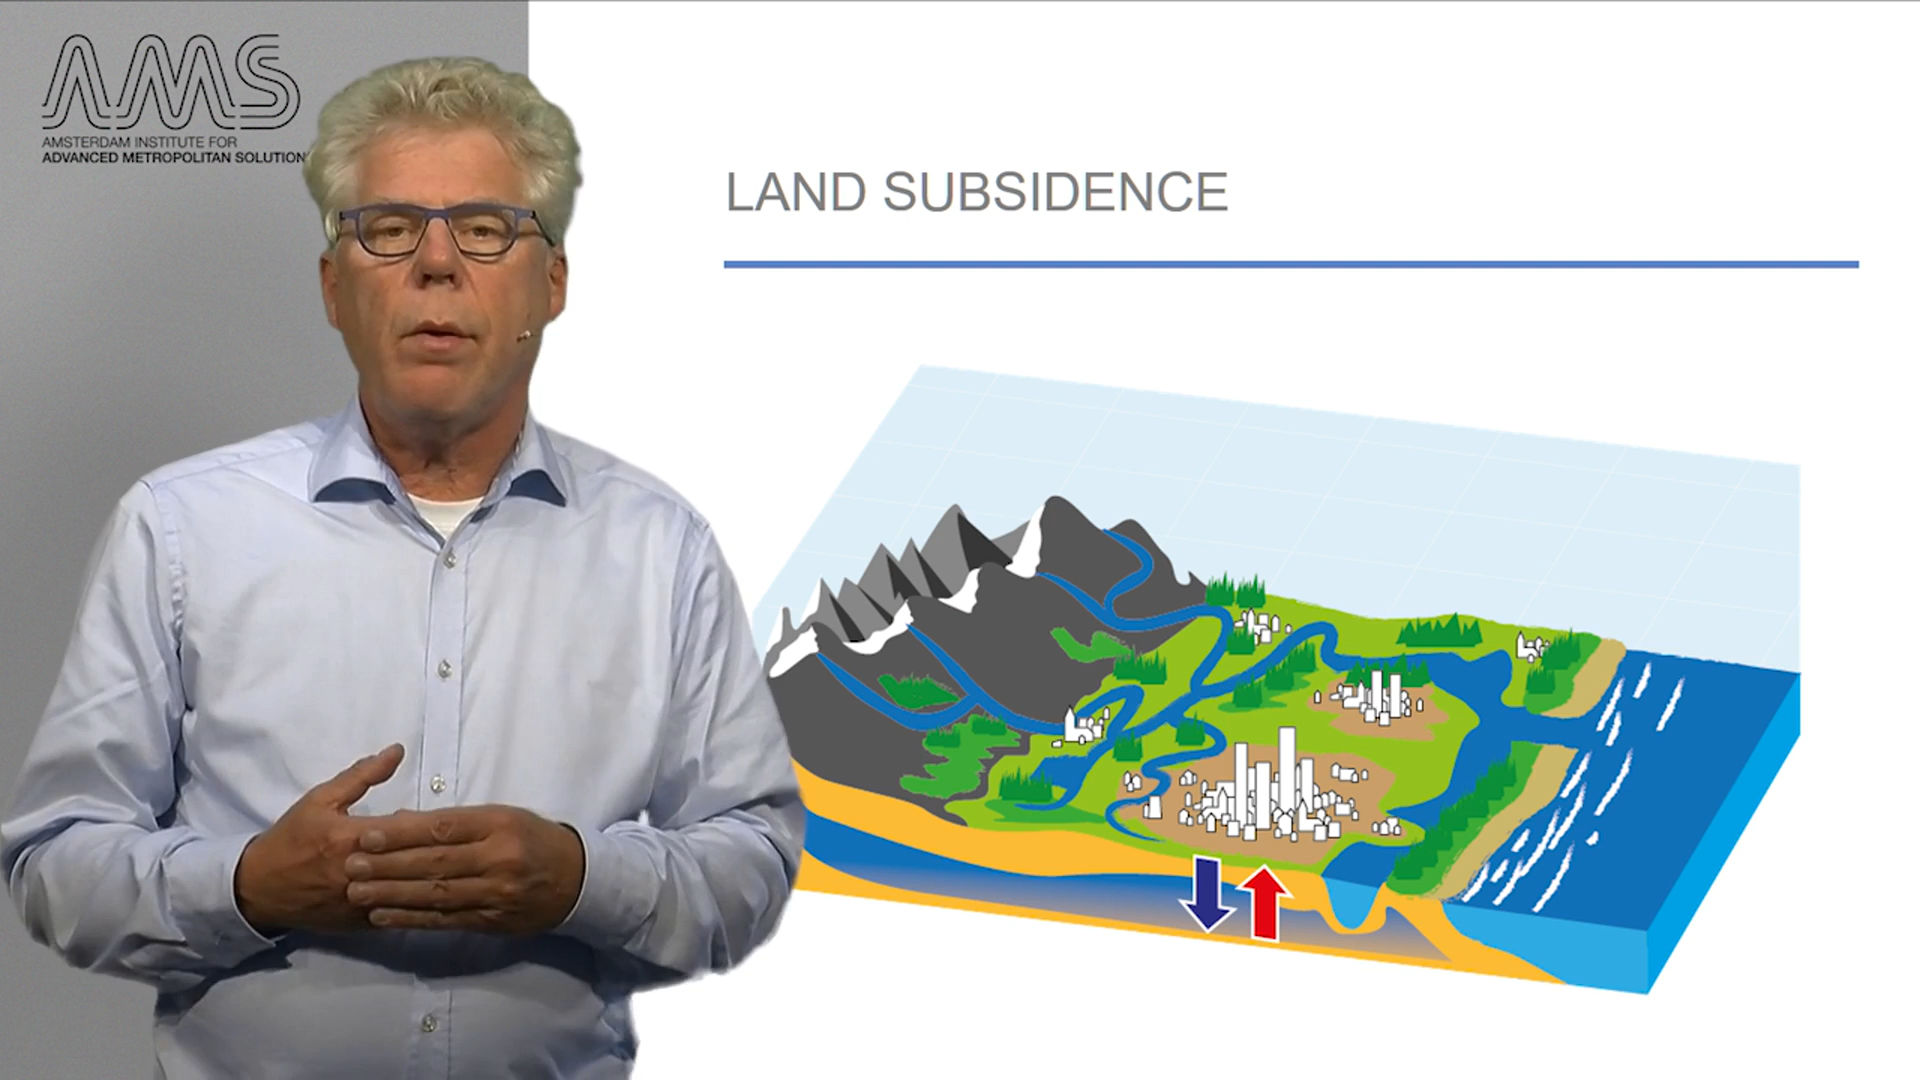 AMS
AMSTERDAM INSTITUTE FOR
ADVANCED METROPOLITAN SOLUTION
LAND SUBSIDENCE